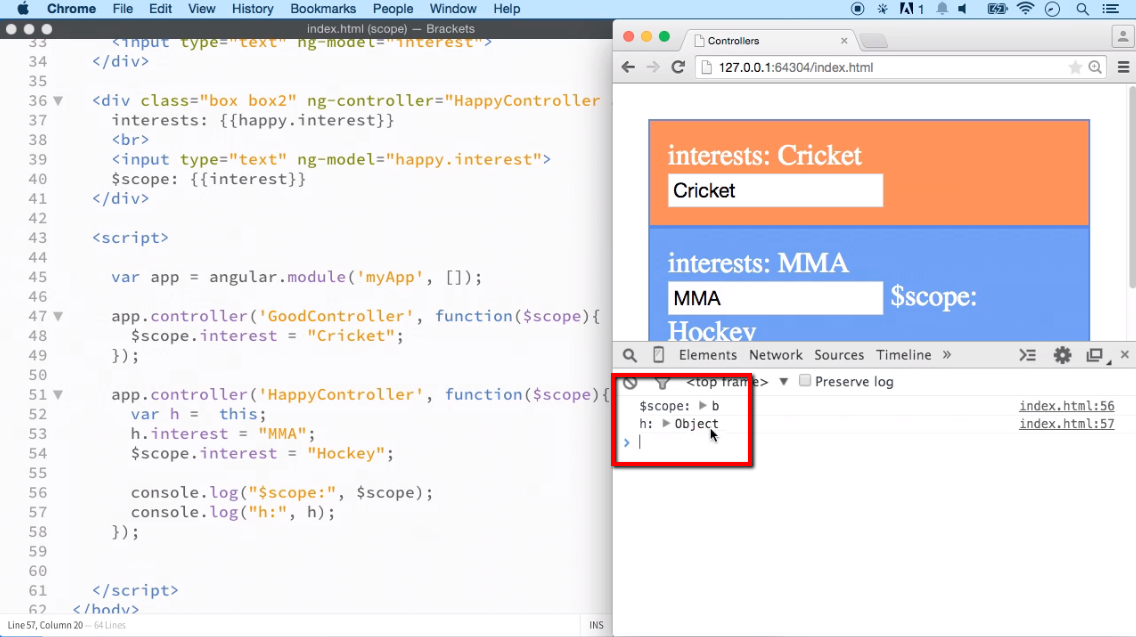 Chrome File Edit View History Bookmarks People Window Help 1
index.html (scope) — Brackets
33 <input type="text" ng-model="interest">
34 </div>
35
36 <div class="box box2" ng-controller="HappyController
37 interests: {{happy.interest}}
38 <br>
39 <input type="text" ng-model="happy.interest">
40 $scope: {{interest}}
41 </div>
42
43 <script>
44
45 var app = angular.module('myApp', []);
46
47 app.controller('GoodController', function($scope){
48 $scope.interest = "Cricket";
49 });
50
51 app.controller('HappyController', function($scope){
52 var h = this;
53 h.interest = "MMA";
54 $scope.interest = "Hockey";
55
56 console.log("$scope:", $scope);
57 console.log("h:", h);
58 });
59
60
61 </script>
62 </body>
Line 57, Column 20 — 64 Lines INS
Controllers
127.0.0.1:64304/index.html
interests: Cricket
Cricket
interests: MMA
MMA $scope:
Hockey
Elements Network Sources Timeline »
<top frame> Preserve log
$scope: b index.html:56
h: Object index.html:57